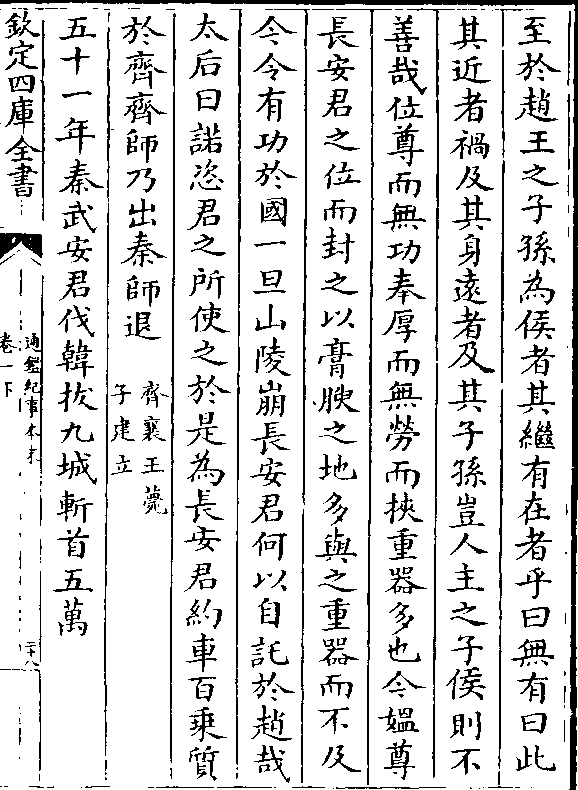 至於趙王之子孫為侯者其繼有在者乎曰無有曰此
其近者禍及其身逺者及其子孫豈人主之子侯則不
善哉位尊而無功奉厚而無勞而挾重器多也今媼尊
長安君之位而封之以膏腴之地多與之重器而不及
今令有功於國一旦山陵崩長安君何以自託於趙哉
太后曰諾恣君之所使之於是為長安君約車百乗質
於齊齊師乃出秦師退
齊襄王薨
子建立
五十一年秦武安君伐韓拔九城斬首五萬
欽定四庫全書
通鑑紀事本末
卷一下
二十八